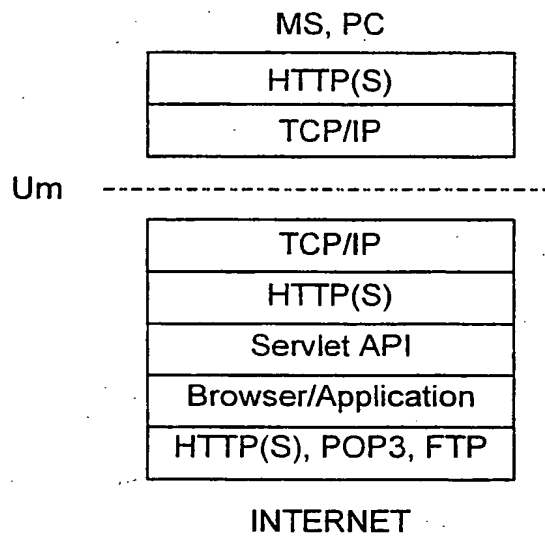 MS, PC
HTTP(S)
TCP/IP
Um
TCP/IP
HTTP(S)
Servlet API
Browser/Application
HTTP(S), POP3, FTP
INTERNET